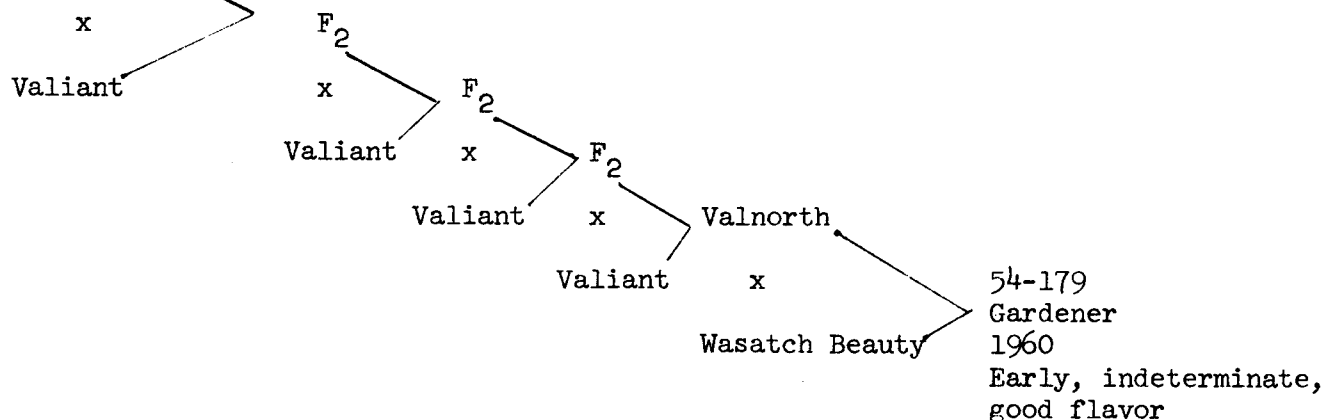 x F2
Valiant x F2
Valiant x F2
Valiant x Valnorth
Valiant x 54-179
Gardener
Wasatch Beauty 1960
Early, indeterminate,
good flavor